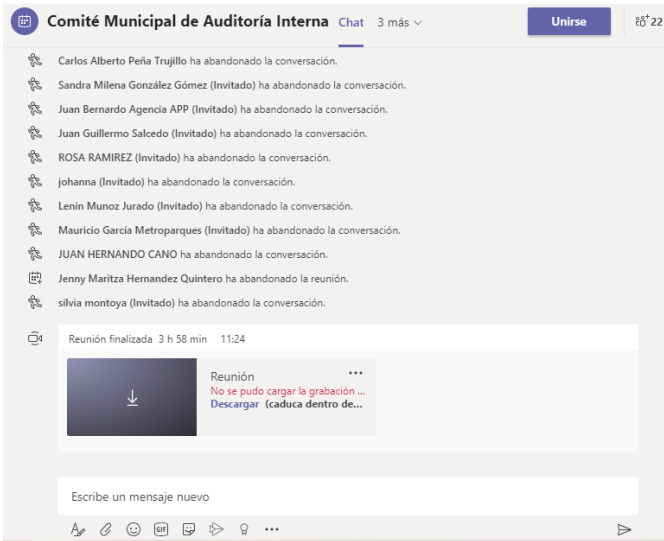 Comité Municipal de Auditoría Interna Chat 3 más Unirse 22
Carlos Alberto Peña Trujillo ha abandonado la conversación.
Sandra Milena González Gómez (Invitado) ha abandonado la conversación.
Juan Bernardo Agencia APP (Invitado) ha abandonado la conversación.
Juan Guillermo Salcedo (Invitado) ha abandonado la conversación.
ROSA RAMIREZ (Invitado) ha abandonado la conversación.
johanna (Invitado) ha abandonado la conversación.
Lenin Munoz Jurado (Invitado) ha abandonado la conversación.
Mauricio García Metroparques (Invitado) ha abandonado la conversación.
JUAN HERNANDO CANO ha abandonado la conversación.
Jenny Maritza Hernandez Quintero ha abandonado la reunión.
silvia montoya (Invitado) ha abandonado la conversación.
Reunión finalizada 3 h 58 min 11:24
Reunión
No se pudo cargar la grabación ...
Descargar (caduca dentro de...
Escribe un mensaje nuevo
GIF